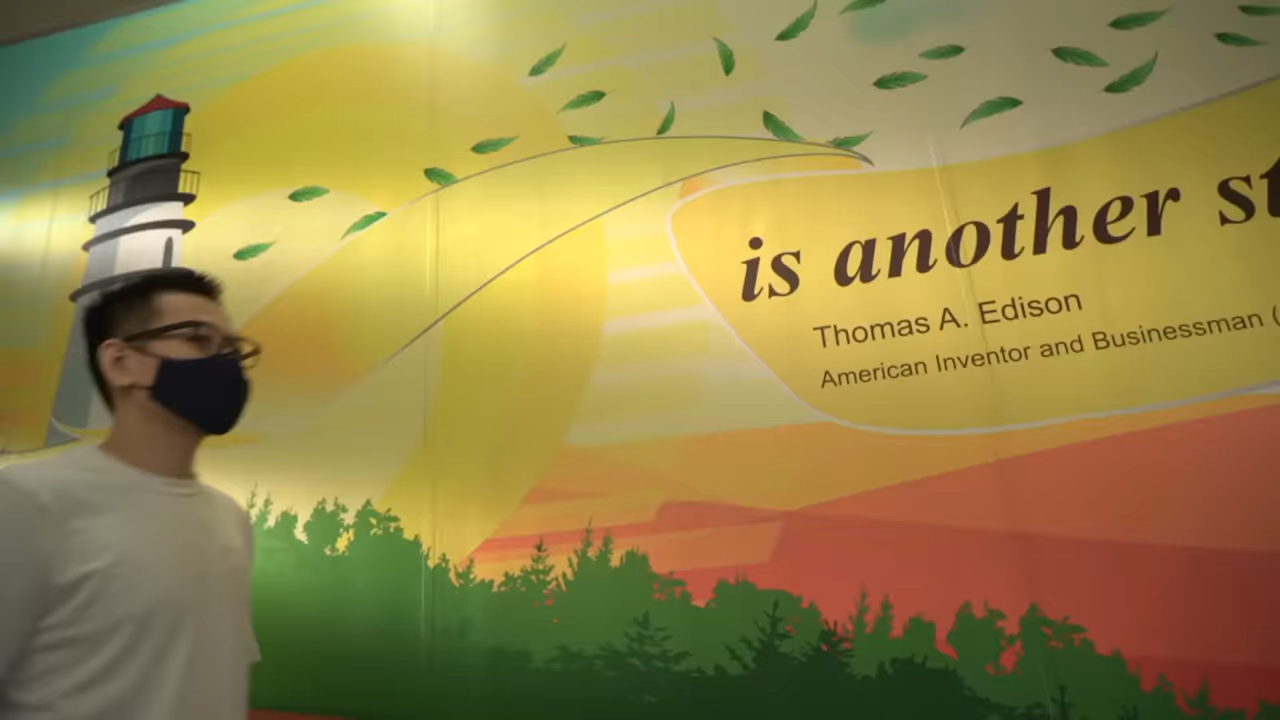 is another st
Thomas A. Edison
American Inventor and Businessman (